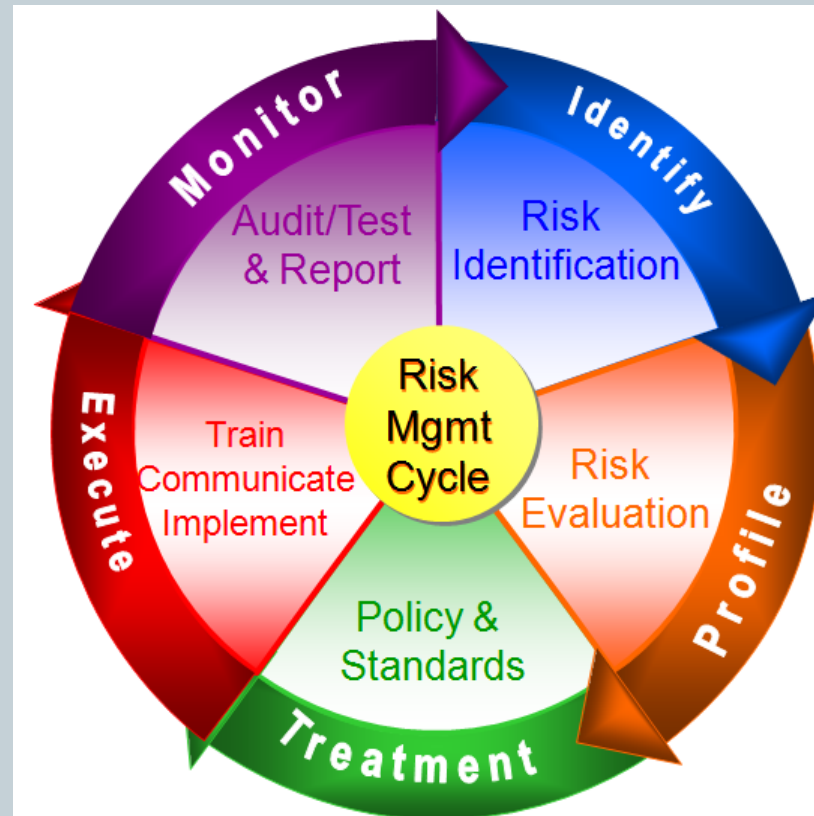 Monitor
Identify
Audit/Test
& Report
Risk
Identification
Risk
Mgmt
Cycle
Execute
Train
Communicate
Implement
Risk
Evaluation
Profile
Policy &
Standards
Treatment